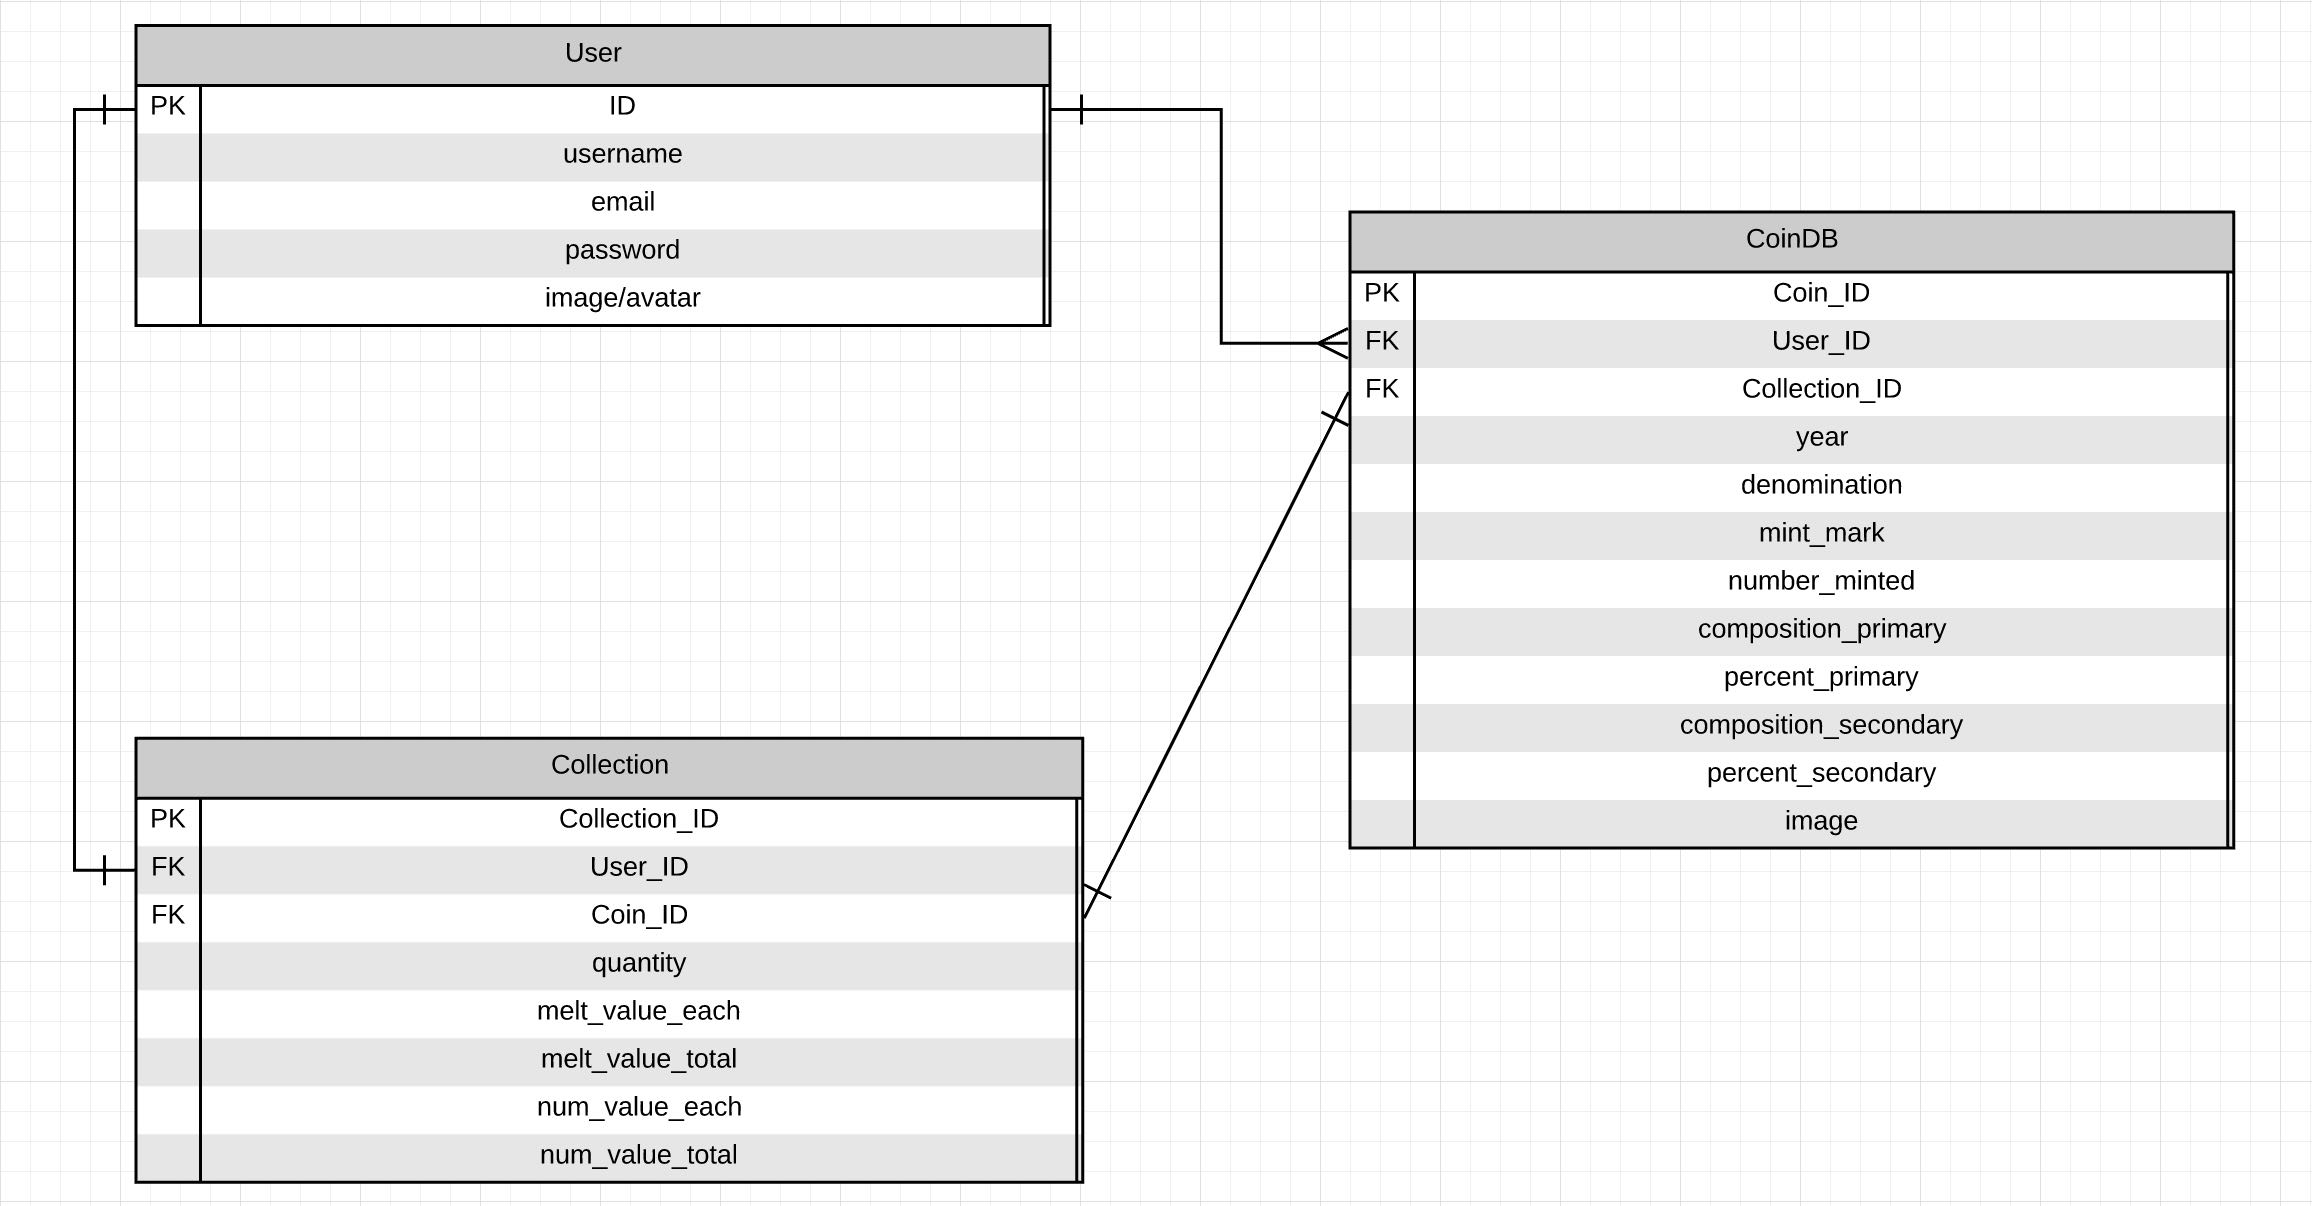 User
PK ID
username
email
password
image/avatar
CoinDB
PK Coin_ID
FK User_ID
FK Collection_ID
year
denomination
mint_mark
number_minted
composition_primary
percent_primary
composition_secondary
percent_secondary
image
Collection
PK Collection_ID
FK User_ID
FK Coin_ID
quantity
melt_value_each
melt_value_total
num_value_each
num_value_total